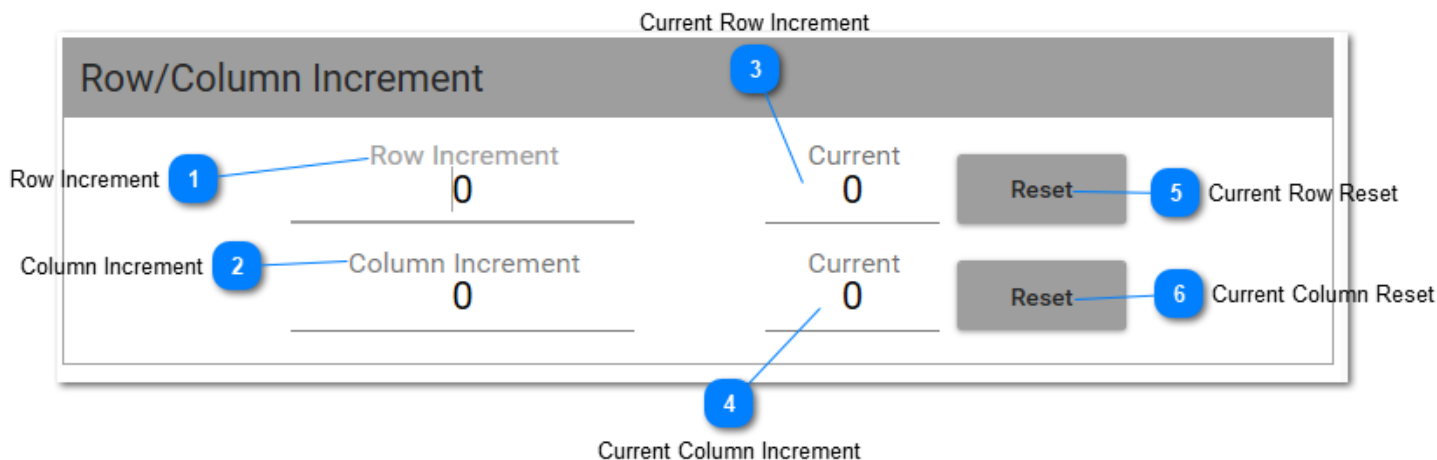 Current Row Increment
Row/Column Increment
3
Row Increment
Current
Row Increment
1
0
0
Reset
5
Current Row Reset
Column Increment
2
Column Increment
Current
0
0
Reset
6
Current Column Reset
4
Current Column Increment